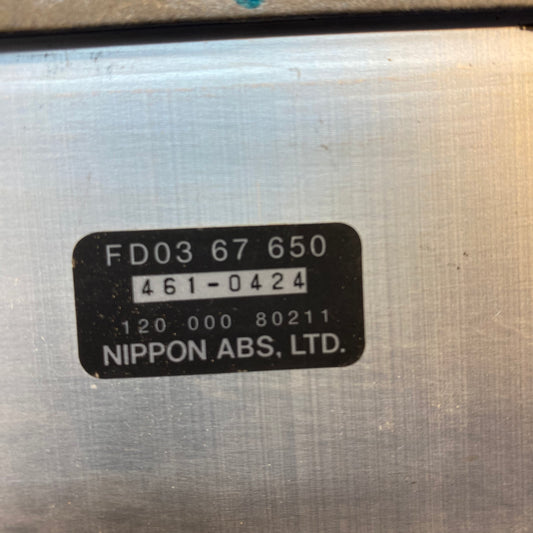 FD03 67 650
461-0424
120 000 80211
NIPPON ABS, LTD.